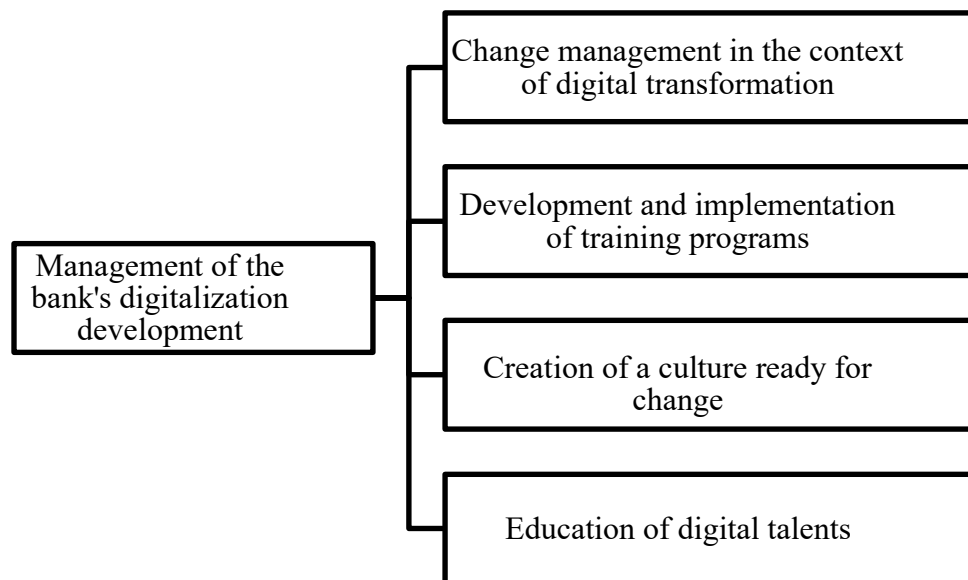 Change management in the context
of digital transformation
Development and implementation
of training programs
Management of the
bank's digitalization
development
Creation of a culture ready for
change
Education of digital talents